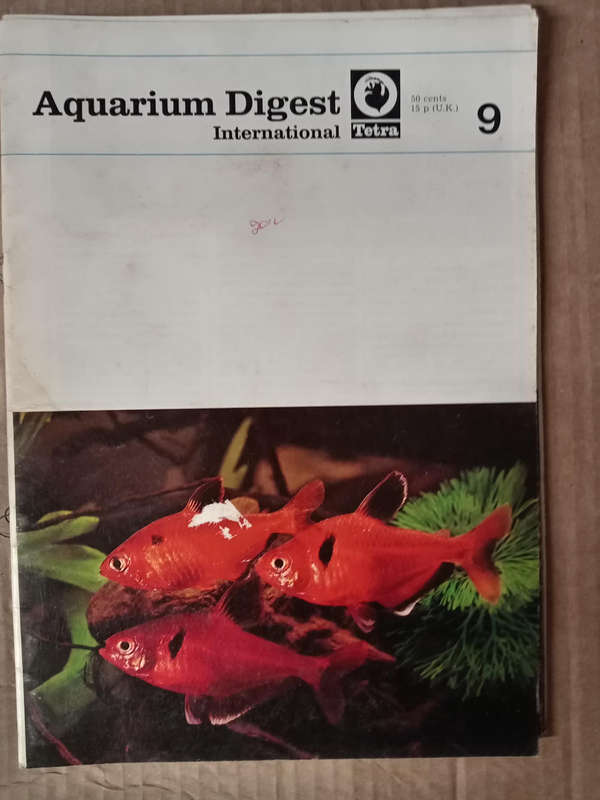 Aquarium Digest
International
Tetra
50 cents
15 p (U.K.)
9